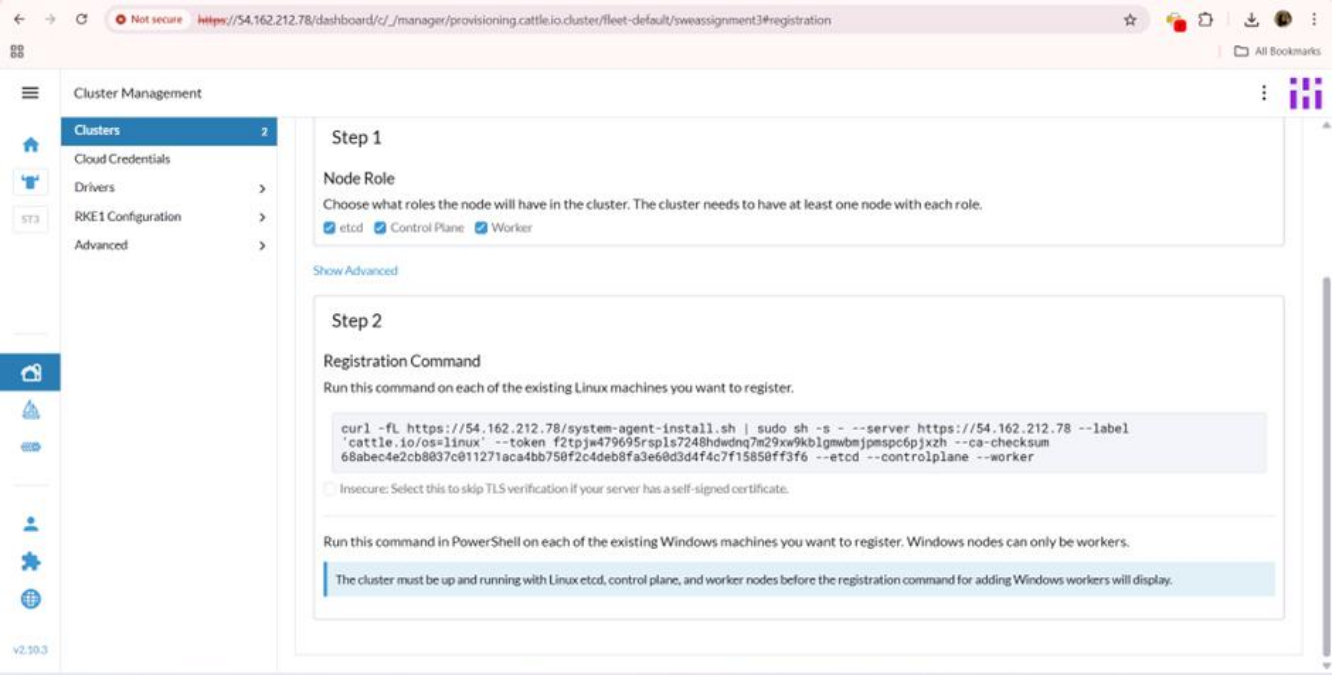 Not secure https://54.162.212.78/dashboard/c/_/manager/provisioning.cattle.io.cluster/fleet-default/sweassignment3#registration
All Bookmarks
Cluster Management
Clusters 2
Cloud Credentials
Drivers
RKE1 Configuration
ST3
Advanced
Step 1
Node Role
Choose what roles the node will have in the cluster. The cluster needs to have at least one node with each role.
etcd Control Plane Worker
Show Advanced
Step 2
Registration Command
Run this command on each of the existing Linux machines you want to register.
curl -fL https://54.162.212.78/system-agent-install.sh | sudo sh -s - --server https://54.162.212.78 --label
'cattle.io/os=linux' --token f2tpjw479695rspls7248hdwdnq7m29xw9kblgmwbmjpmspc6pjxzh --ca-checksum
68abec4e2cb8037c011271aca4bb750f2c4deb8fa3e60d3d4f4c7f15850ff3f6 --etcd --controlplane --worker
Insecure: Select this to skip TLS verification if your server has a self-signed certificate.
Run this command in PowerShell on each of the existing Windows machines you want to register. Windows nodes can only be workers.
The cluster must be up and running with Linux etcd, control plane, and worker nodes before the registration command for adding Windows workers will display.
v2.10.3